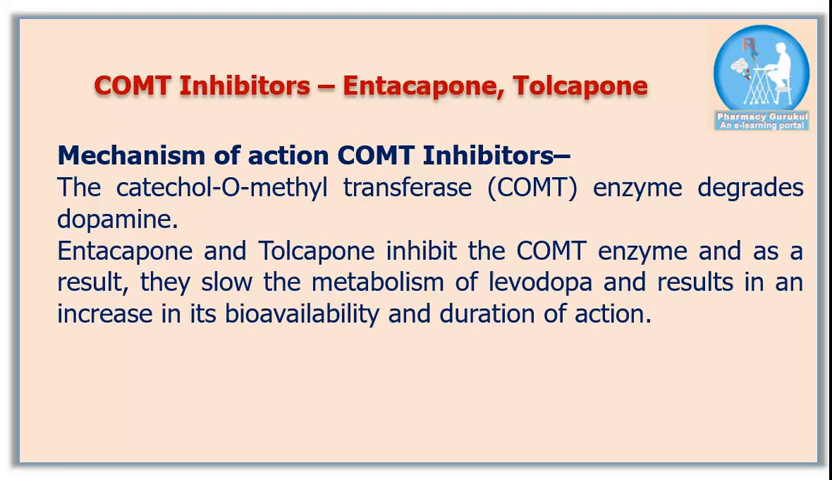 COMT Inhibitors – Entacapone, Tolcapone
Pharmacy Gurukul
An e-learning portal
Mechanism of action COMT Inhibitors–
The catechol-O-methyl transferase (COMT) enzyme degrades
dopamine.
Entacapone and Tolcapone inhibit the COMT enzyme and as a
result, they slow the metabolism of levodopa and results in an
increase in its bioavailability and duration of action.